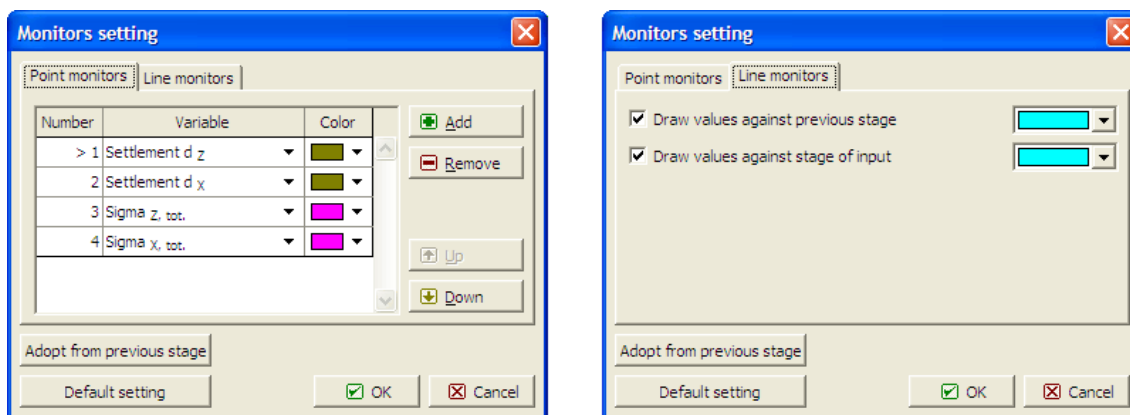 Monitors setting
Point monitors Line monitors
Number Variable Color
> 1 Settlement d Z
2 Settlement d X
3 Sigma Z, tot.
4 Sigma X, tot.
Add
Remove
Up
Down
Adopt from previous stage
Default setting OK Cancel
Monitors setting
Point monitors Line monitors
Draw values against previous stage
Draw values against stage of input
Adopt from previous stage
Default setting OK Cancel